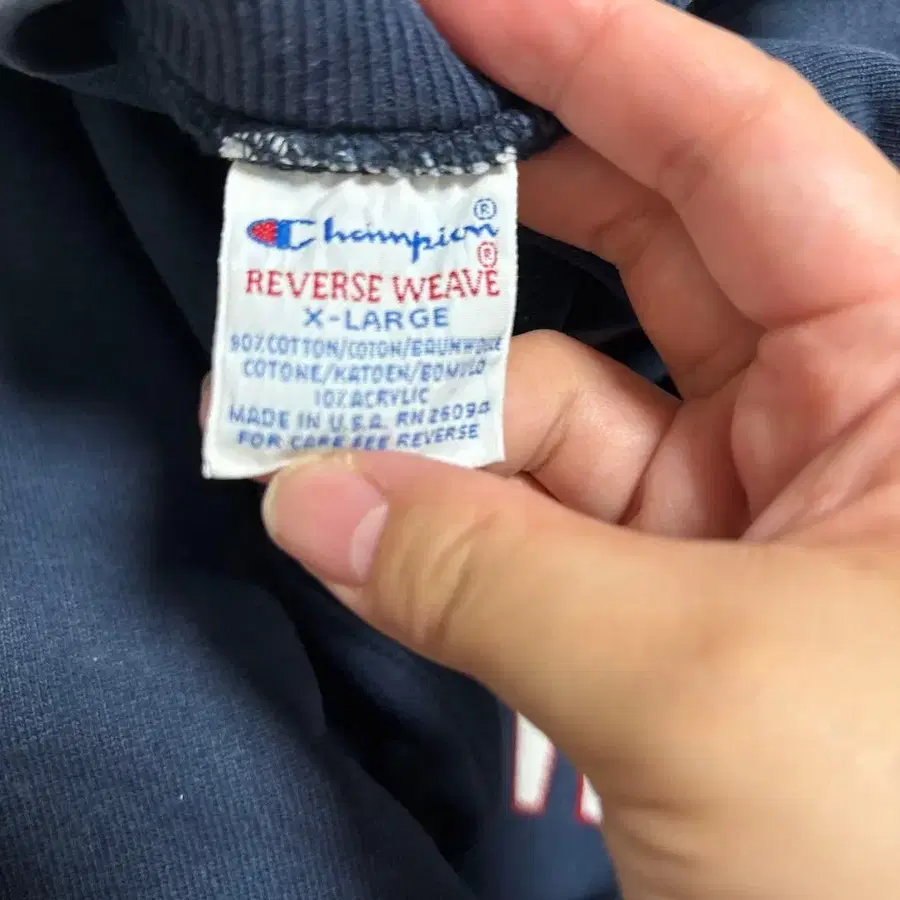 Champion ®
REVERSE WEAVE ®
X-LARGE
90% COTTON/COTON/BAUMWOLLE
COTONE/KATOEN/BOMULD
10% ACRYLIC
MADE IN U.S.A. RN 26094
FOR CARE SEE REVERSE